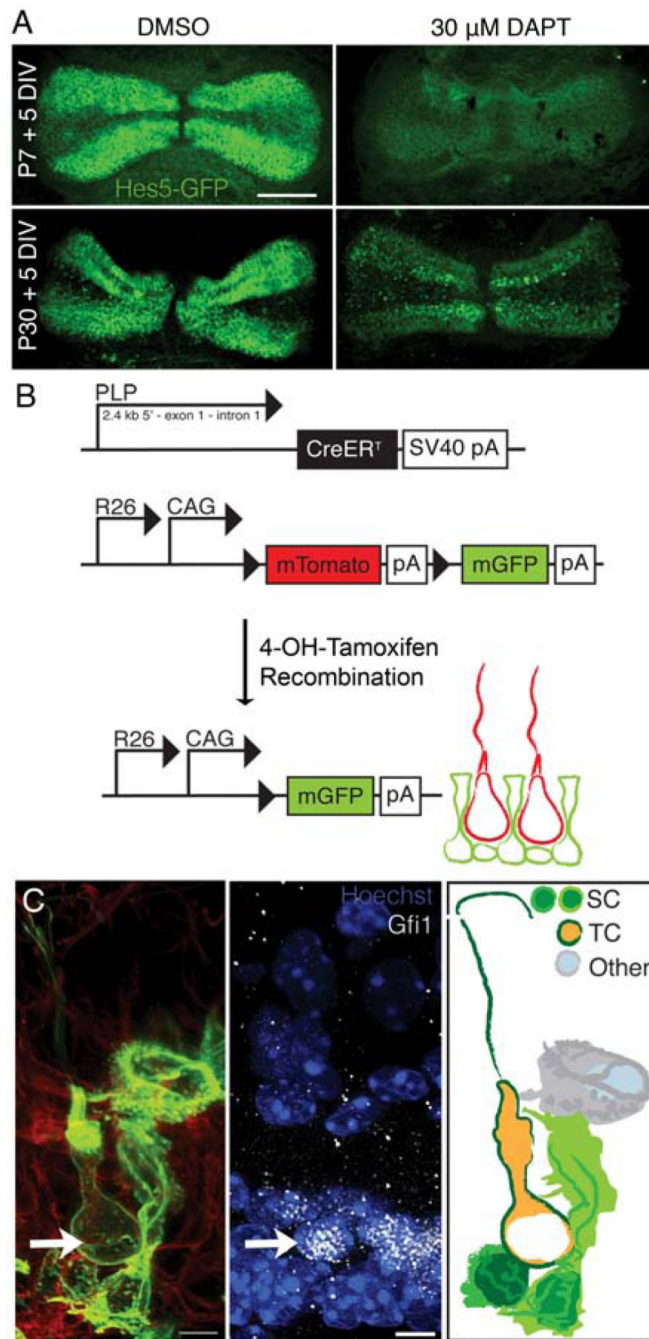 A
DMSO
30 µM DAPT
P7 + 5 DIV
Hes5-GFP
P30 + 5 DIV
B
PLP
2.4 kb 5' - exon 1 - intron 1
CreERᵀ
SV40 pA
R26
CAG
mTomato
pA
mGFP
pA
4-OH-Tamoxifen
Recombination
R26
CAG
mGFP
pA
C
Hoechst
Gfi1
SC
TC
Other